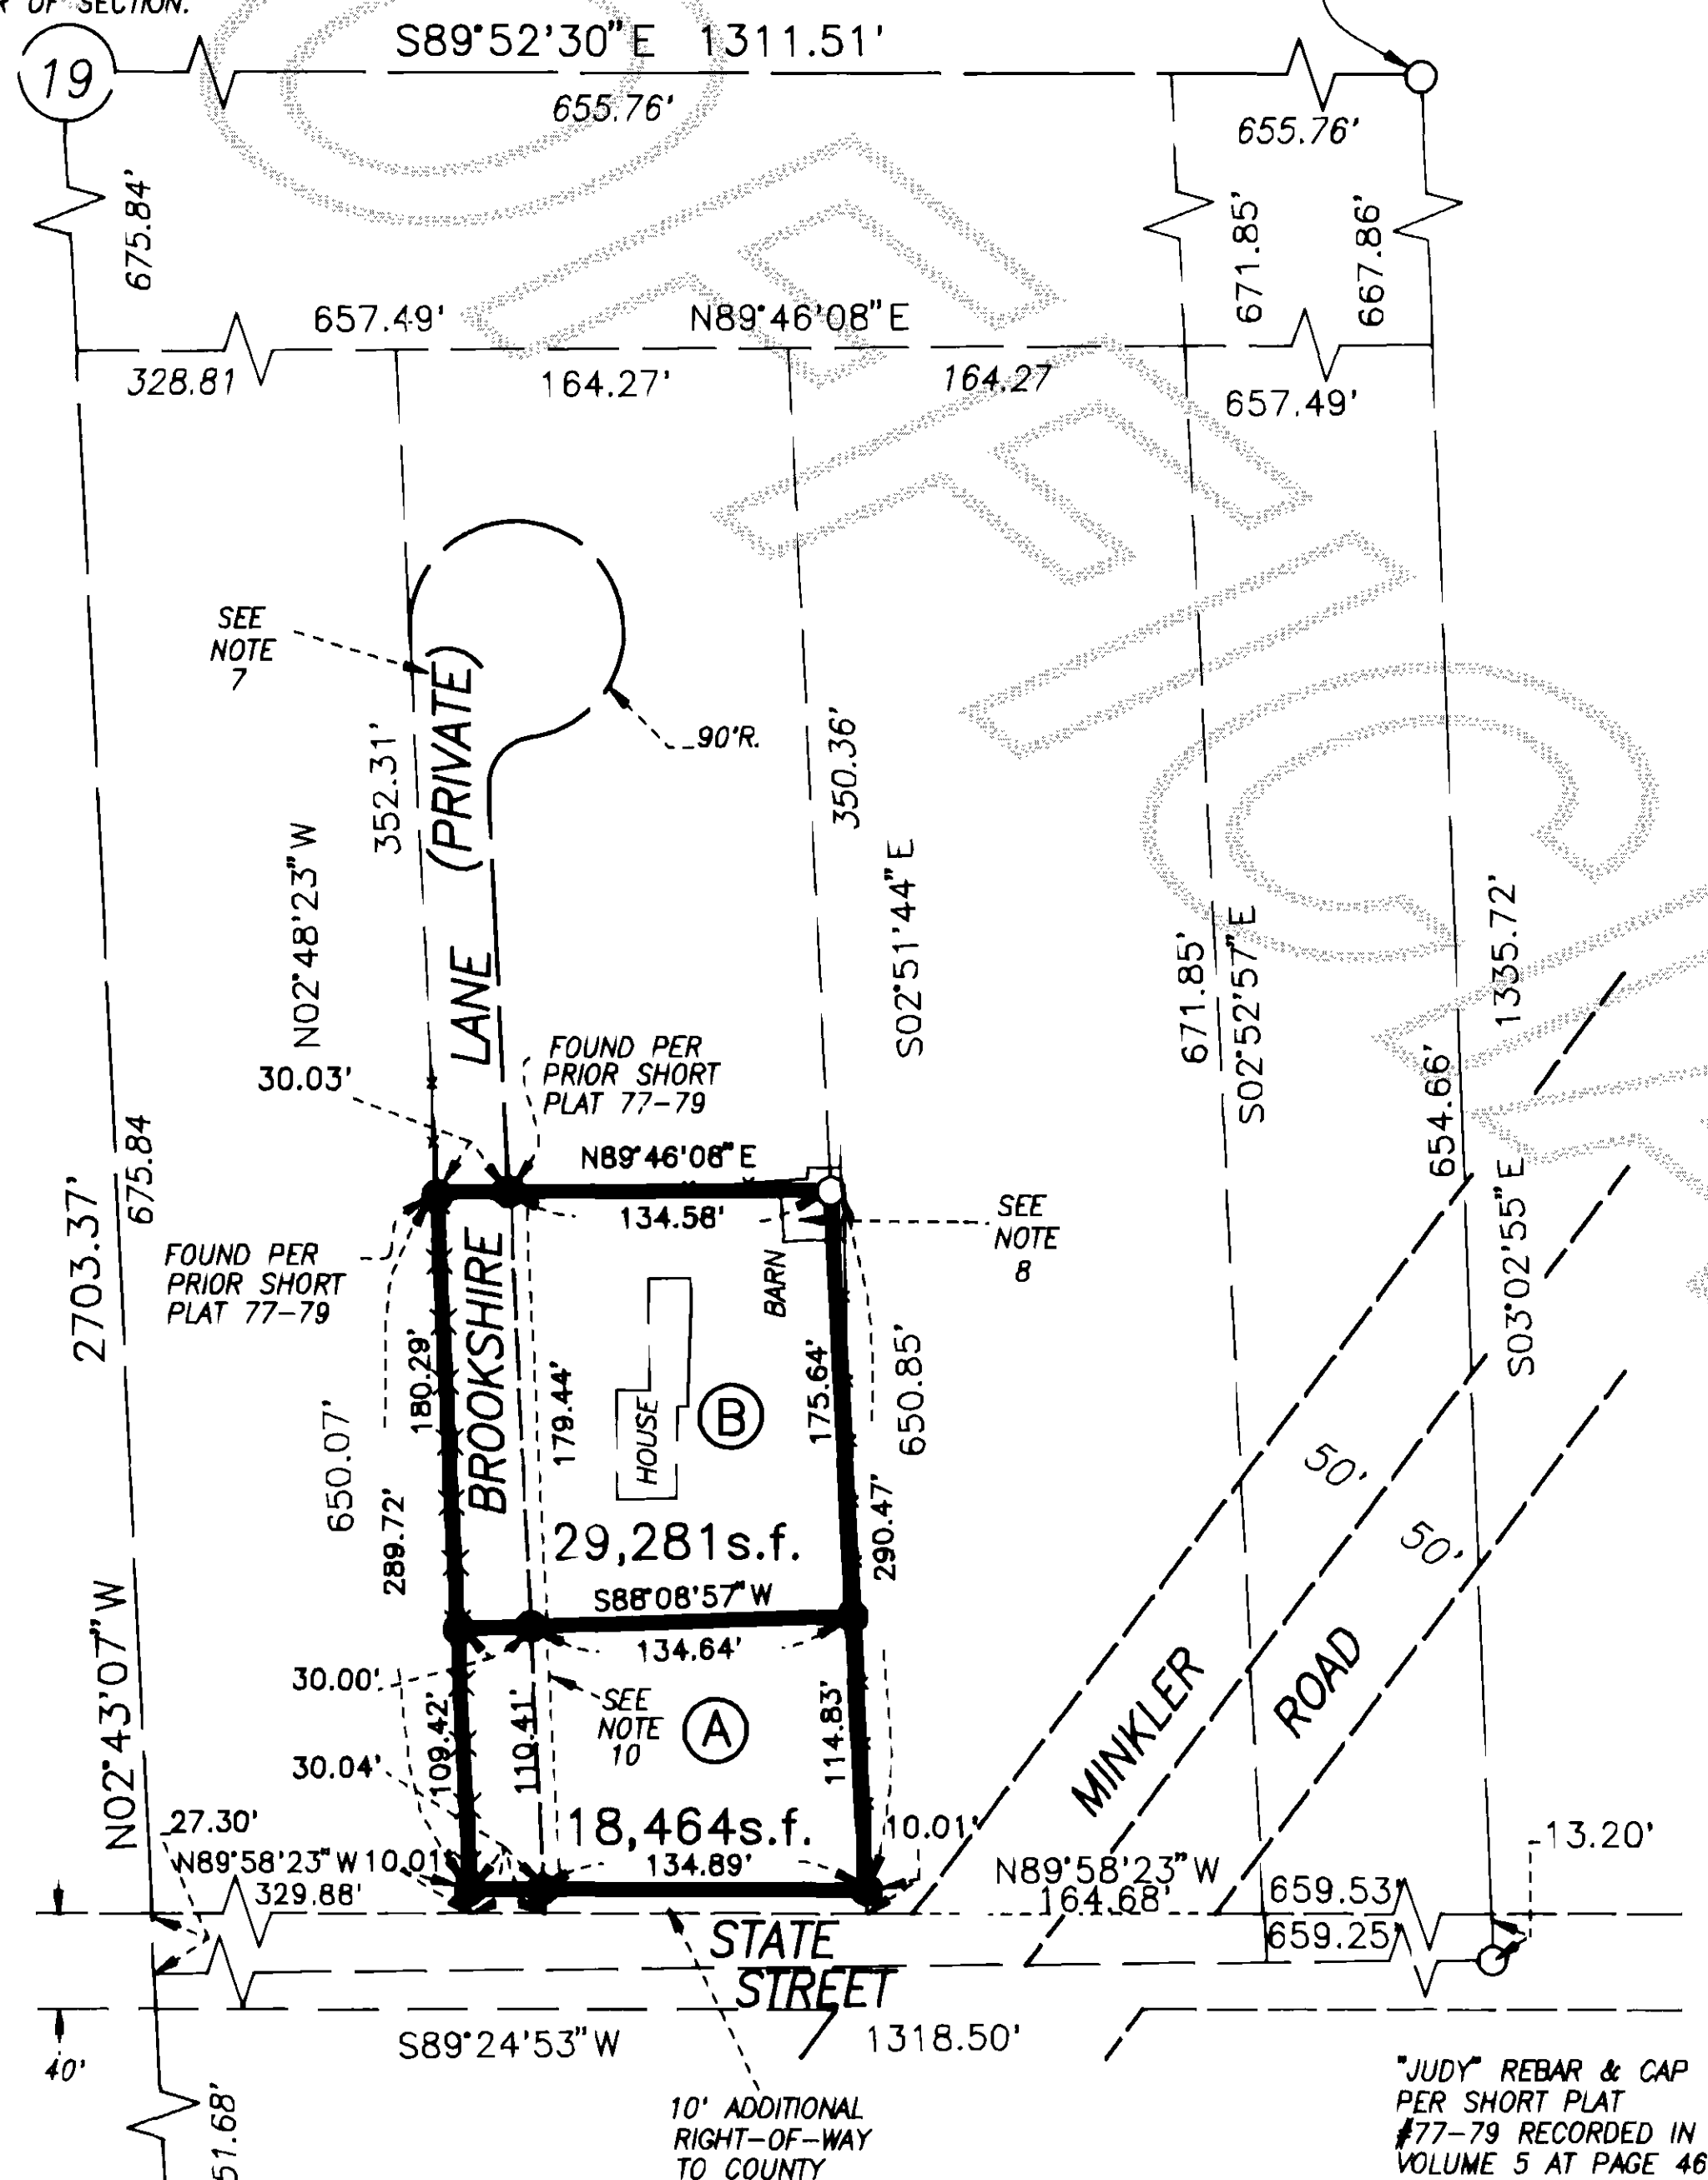 OF SECTION.
19
S89°52'30"E 1311.51'
655.76'
655.76'
675.84'
671.85'
667.86'
657.49'
N89°46'08"E
328.81
164.27'
164.27
657.49'
SEE
NOTE
7
90'R.
352.31'
LANE (PRIVATE)
350.36'
N02°48'23"W
S02°51'44"E
671.85'
S02°52'57"E
1335.72'
654.66'
S03°02'55"E
30.03'
FOUND PER
PRIOR SHORT
PLAT 77-79
N89°46'08"E
134.58'
SEE
NOTE
8
2703.37'
675.84
FOUND PER
PRIOR SHORT
PLAT 77-79
BROOKSHIRE
BARN
180.29'
179.44'
HOUSE
B
175.64'
650.85'
650.07'
289.72'
290.47'
29,281s.f.
50'
50'
S88°08'57"W
134.64'
30.00'
SEE
NOTE
10
A
109.42'
110.41'
114.83'
30.04'
MINKLER
ROAD
N02°43'07"W
27.30'
18,464s.f.
10.01'
13.20'
N89°58'23"W 10.01
134.89'
329.88'
N89°58'23"W
164.68'
659.53'
659.25'
STATE
STREET
S89°24'53"W
1318.50'
40'
51.68'
10' ADDITIONAL
RIGHT-OF-WAY
TO COUNTY
"JUDY" REBAR & CAP
PER SHORT PLAT
#77-79 RECORDED IN
VOLUME 5 AT PAGE 46